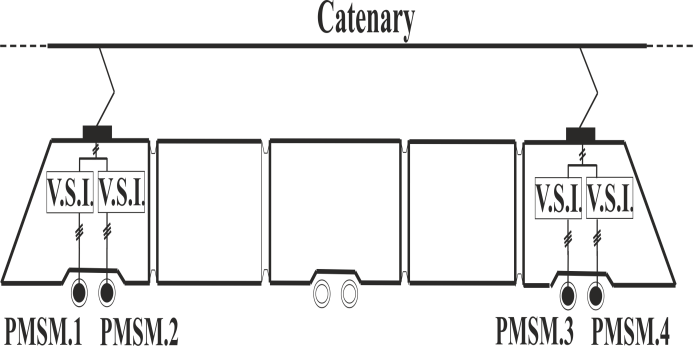 Catenary
V.S.I. V.S.I. V.S.I. V.S.I.
PMSM.1 PMSM.2 PMSM.3 PMSM.4